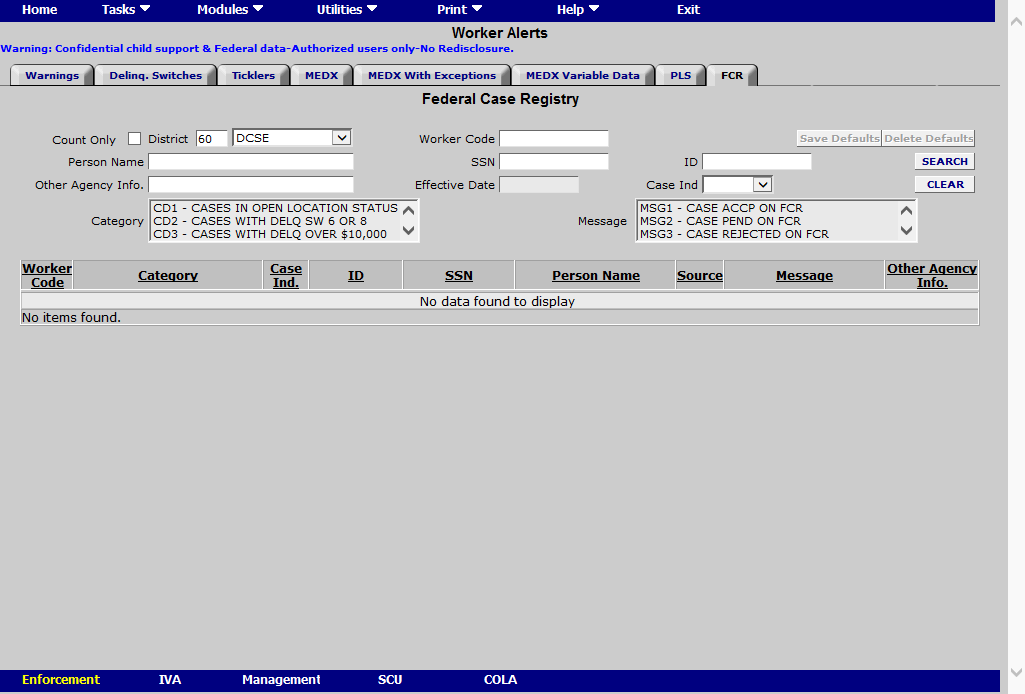 Home Tasks Modules Utilities Print Help Exit
Worker Alerts
Warning: Confidential child support & Federal data-Authorized users only-No Redisclosure.
Warnings Delinq. Switches Ticklers MEDX MEDX With Exceptions MEDX Variable Data PLS FCR
Federal Case Registry
Count Only District 60 DCSE Worker Code Save Defaults Delete Defaults
Person Name SSN ID SEARCH
Other Agency Info. Effective Date Case Ind CLEAR
CD1 - CASES IN OPEN LOCATION STATUS MSG1 - CASE ACCP ON FCR
Category CD2 - CASES WITH DELQ SW 6 OR 8 Message MSG2 - CASE PEND ON FCR
CD3 - CASES WITH DELQ OVER $10,000 MSG3 - CASE REJECTED ON FCR
Worker Code Category Case Ind. ID SSN Person Name Source Message Other Agency Info.
No data found to display
No items found.
Enforcement IVA Management SCU COLA